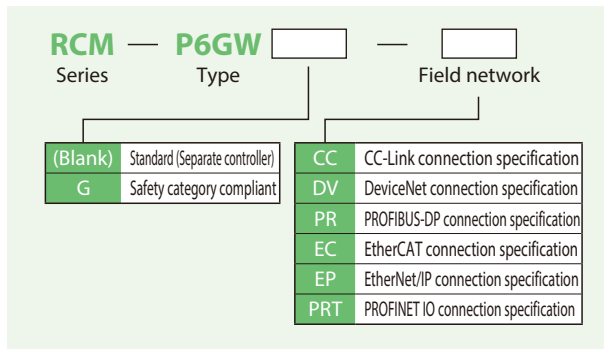 RCM — P6GW — 
Series Type Field network
(Blank) Standard (Separate controller)
G Safety category compliant
CC CC-Link connection specification
DV DeviceNet connection specification
PR PROFIBUS-DP connection specification
EC EtherCAT connection specification
EP EtherNet/IP connection specification
PRT PROFINET IO connection specification